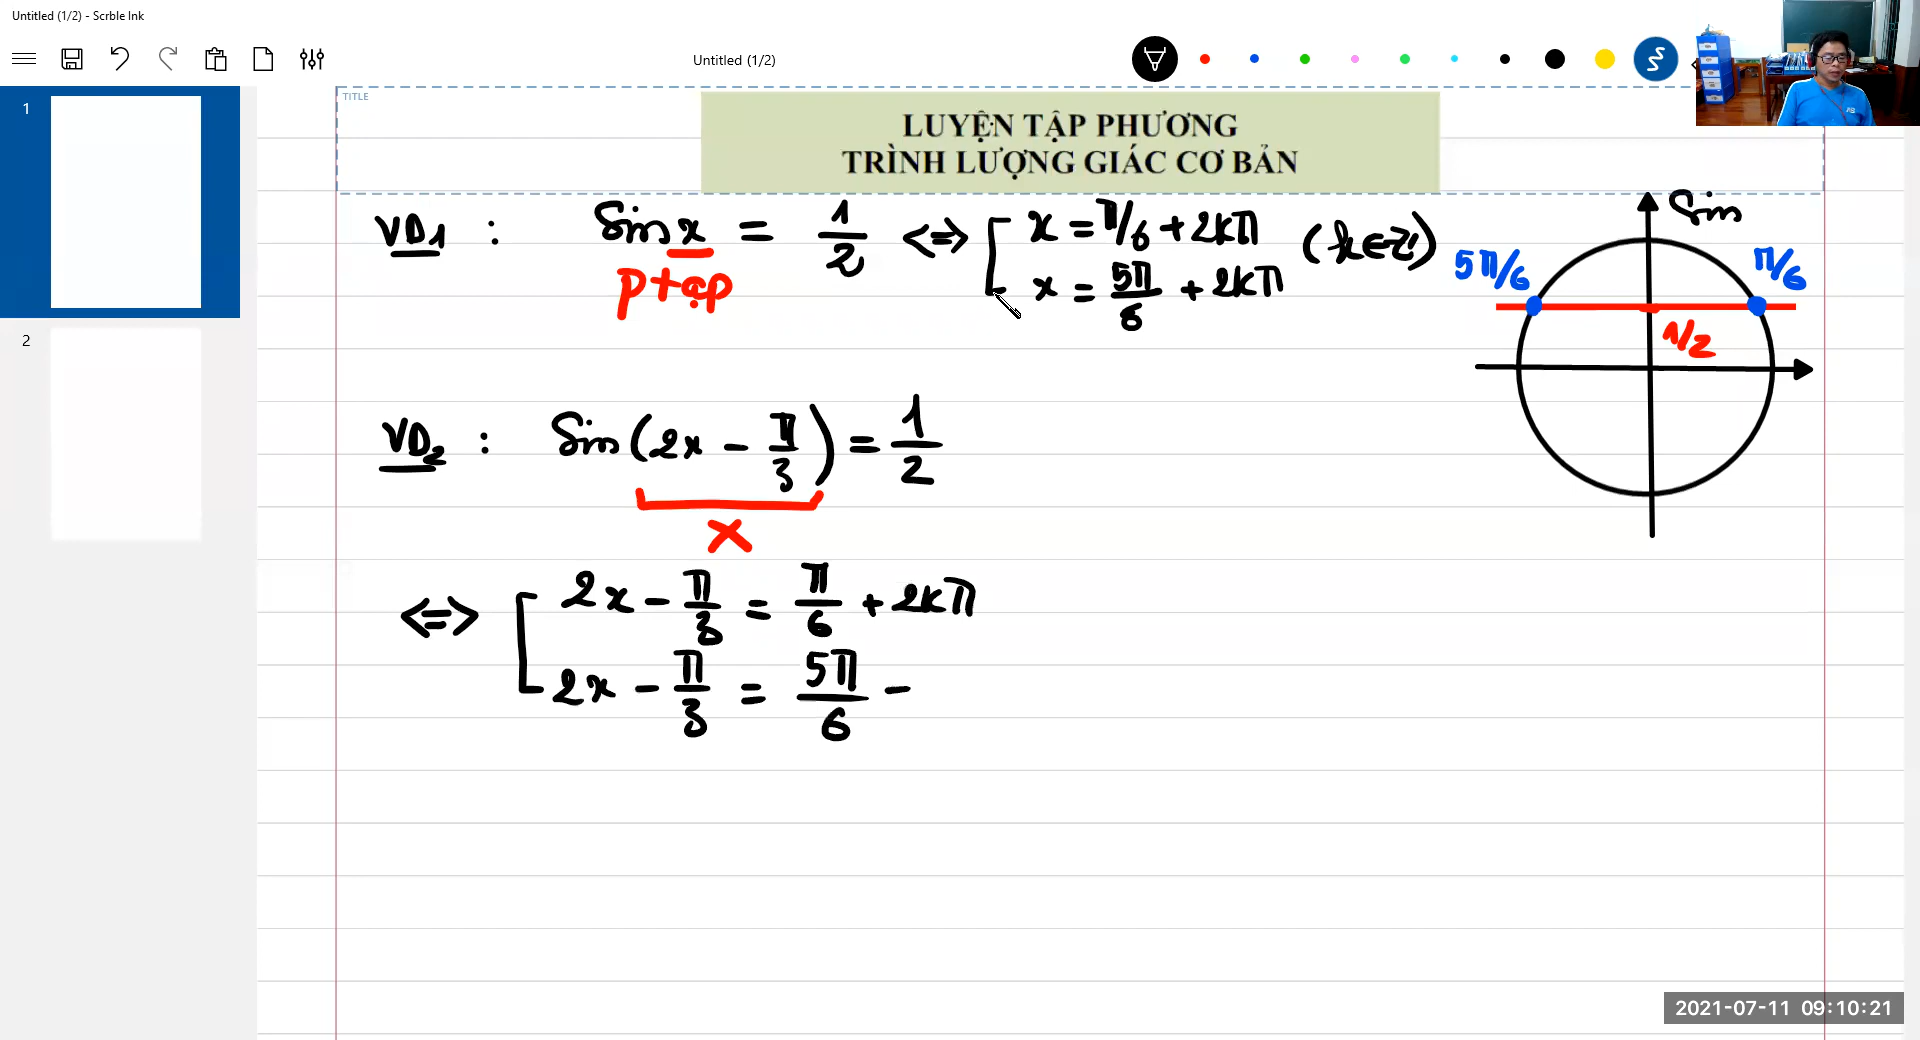 Untitled (1/2) - Scrble Ink
Untitled (1/2)
1
2
TITLE
LUYỆN TẬP PHƯƠNG
TRÌNH LƯỢNG GIÁC CƠ BẢN
VD1 : Sin x = 1/2 <=> [ x = π/6 + 2kπ (k∈Z)
x = 5π/6 + 2kπ
p tạp
Sin
5π/6
π/6
1/2
VD2 : Sin(2x - π/3) = 1/2
X
<=> [ 2x - π/3 = π/6 + 2kπ
2x - π/3 = 5π/6 -
2021-07-11 09:10:21